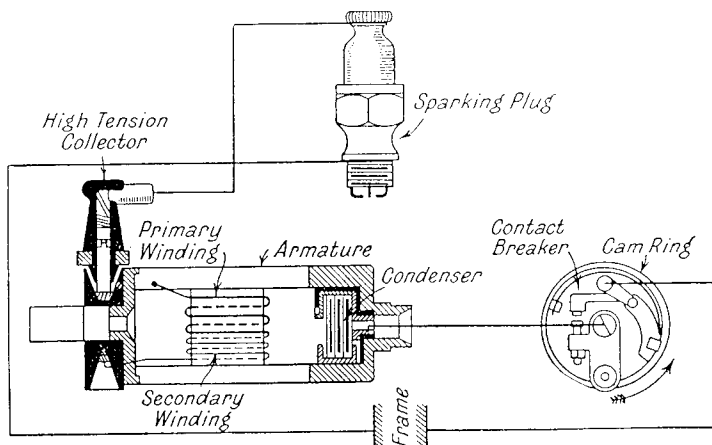 Sparking Plug
High Tension
Collector
Primary
Winding
Armature
Contact
Breaker
Cam Ring
Condenser
Secondary
Winding
Frame